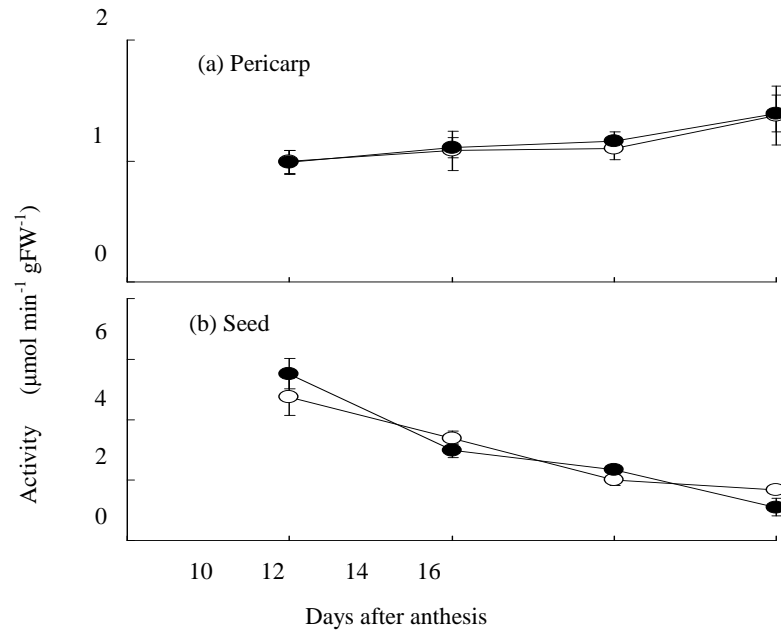 2
(a) Pericarp
1
0
Activity (μmol min⁻¹ gFW⁻¹)
(b) Seed
6
4
2
0
10 12 14 16
Days after anthesis